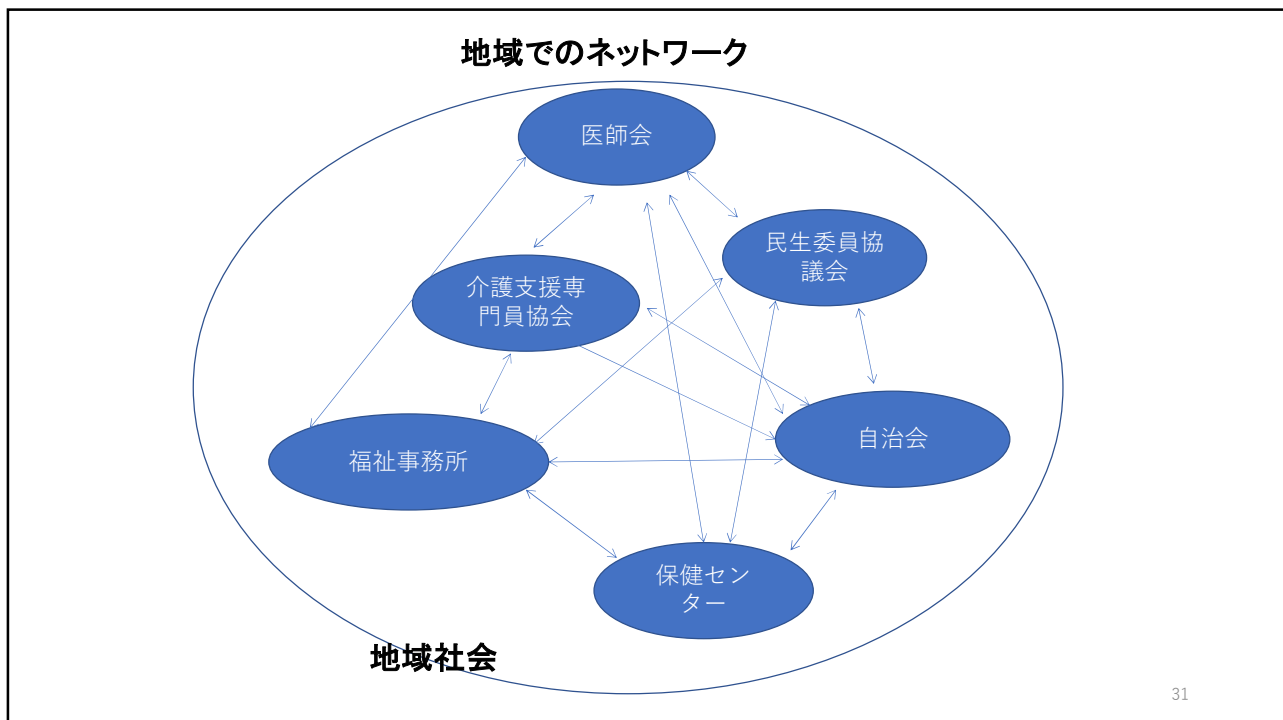 地域でのネットワーク
医師会
民生委員協
議会
介護支援専
門員協会
自治会
福祉事務所
保健セン
ター
地域社会
31